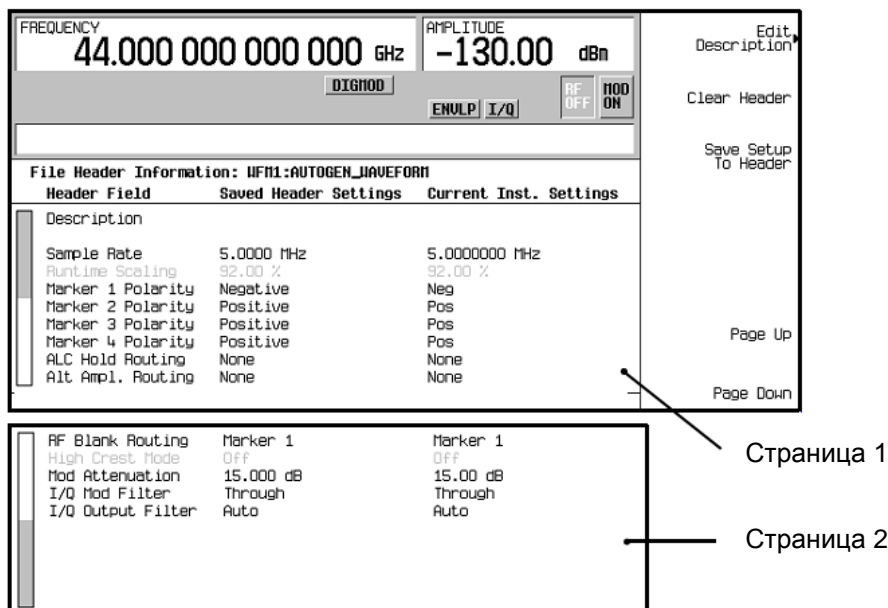 FREQUENCY
44.000 000 000 000 GHz
AMPLITUDE
-130.00 dBm
DIGMOD
ENVLP I/Q
RF OFF
MOD ON
File Header Information: WFM1:AUTOGEN_WAVEFORM
Header Field Saved Header Settings Current Inst. Settings
Description
Sample Rate 5.0000 MHz 5.0000000 MHz
Runtime Scaling 92.00 % 92.00 %
Marker 1 Polarity Negative Neg
Marker 2 Polarity Positive Pos
Marker 3 Polarity Positive Pos
Marker 4 Polarity Positive Pos
ALC Hold Routing None None
Alt Ampl. Routing None None
Edit
Description
Clear Header
Save Setup
To Header
Page Up
Page Down
RF Blank Routing Marker 1 Marker 1
High Crest Mode Off Off
Mod Attenuation 15.000 dB 15.00 dB
I/Q Mod Filter Through Through
I/Q Output Filter Auto Auto
Страница 1
Страница 2